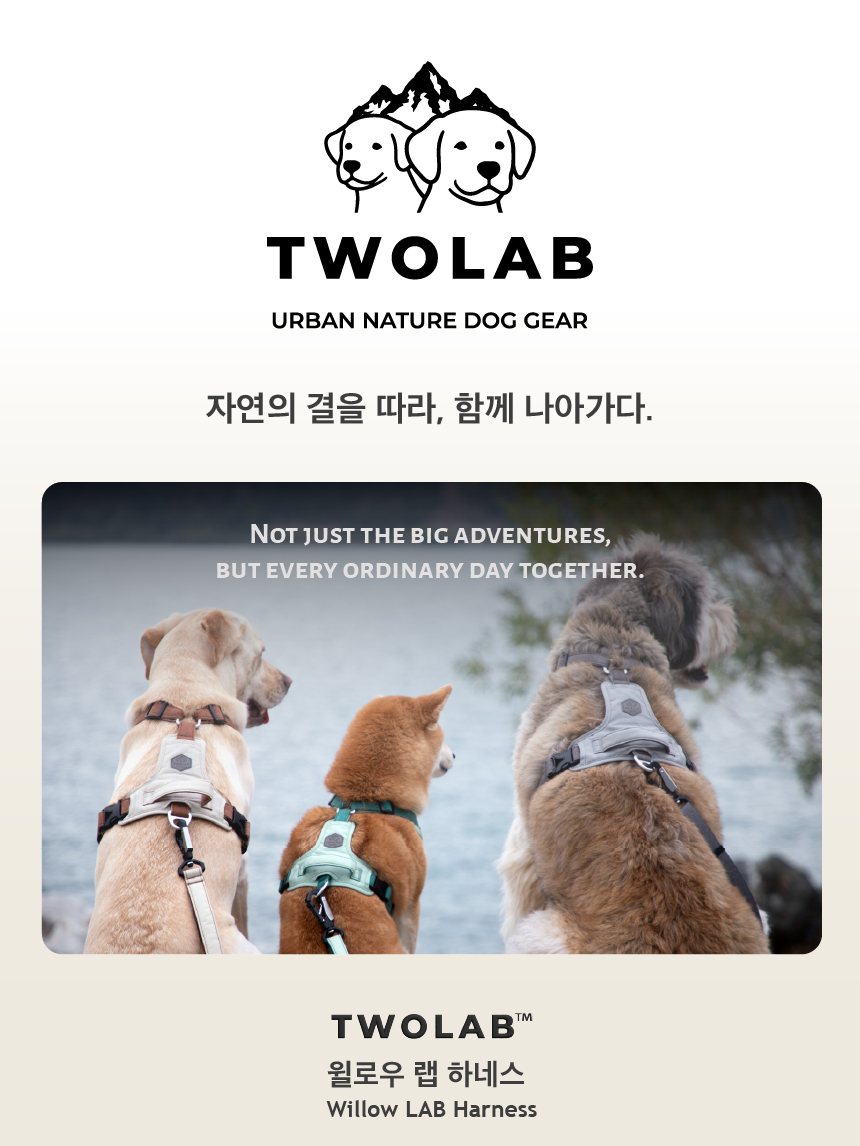 TWOLAB
URBAN NATURE DOG GEAR
자연의 결을 따라, 함께 나아가다.
NOT JUST THE BIG ADVENTURES,
BUT EVERY ORDINARY DAY TOGETHER.
TWOLAB™
윌로우 랩 하네스
Willow LAB Harness